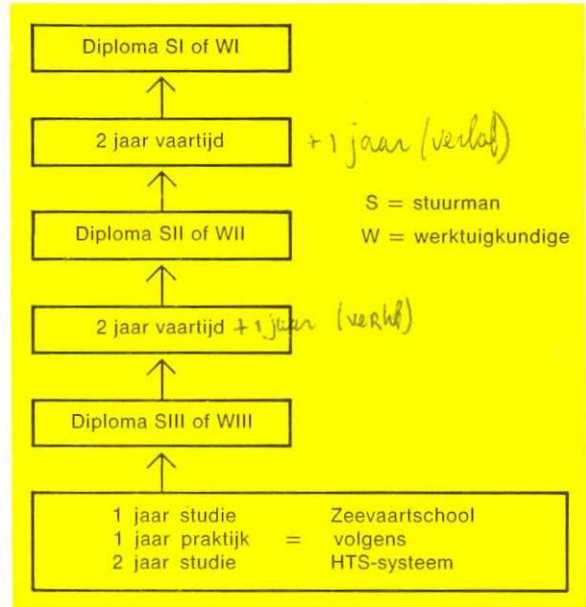 Diploma SI of WI
2 jaar vaartijd + 1 jaar (verlof)
S = stuurman
Diploma SII of WII
W = werktuigkundige
2 jaar vaartijd + 1 jaar (verlof)
Diploma SIII of WIII
1 jaar studie Zeevaartschool
1 jaar praktijk = volgens
2 jaar studie HTS-systeem